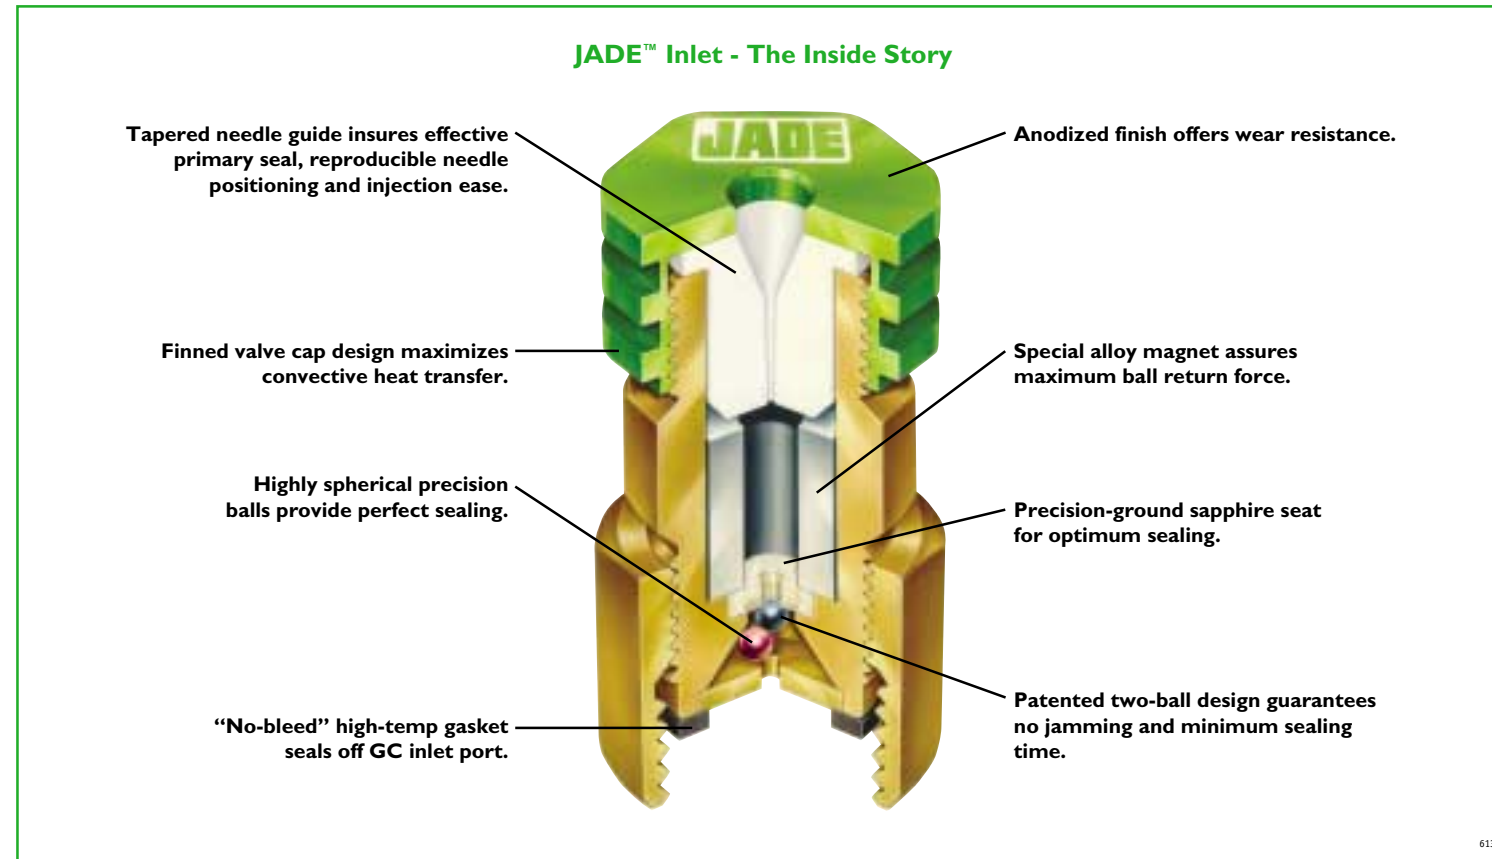 JADE™ Inlet - The Inside Story
JADE
Tapered needle guide insures effective
primary seal, reproducible needle
positioning and injection ease.
Finned valve cap design maximizes
convective heat transfer.
Highly spherical precision
balls provide perfect sealing.
“No-bleed” high-temp gasket
seals off GC inlet port.
Anodized finish offers wear resistance.
Special alloy magnet assures
maximum ball return force.
Precision-ground sapphire seat
for optimum sealing.
Patented two-ball design guarantees
no jamming and minimum sealing
time.